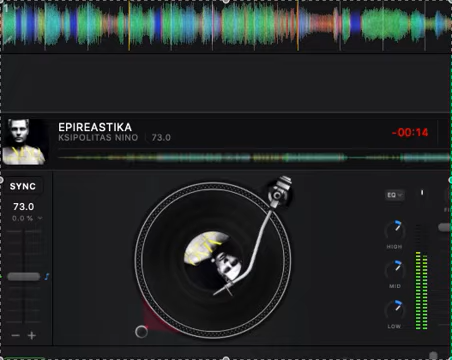 EPIREASTIKA
KSIPOLITAS NINO 73.0
-00:14
SYNC
73.0
0.0 %
EQ
HIGH
MID
LOW